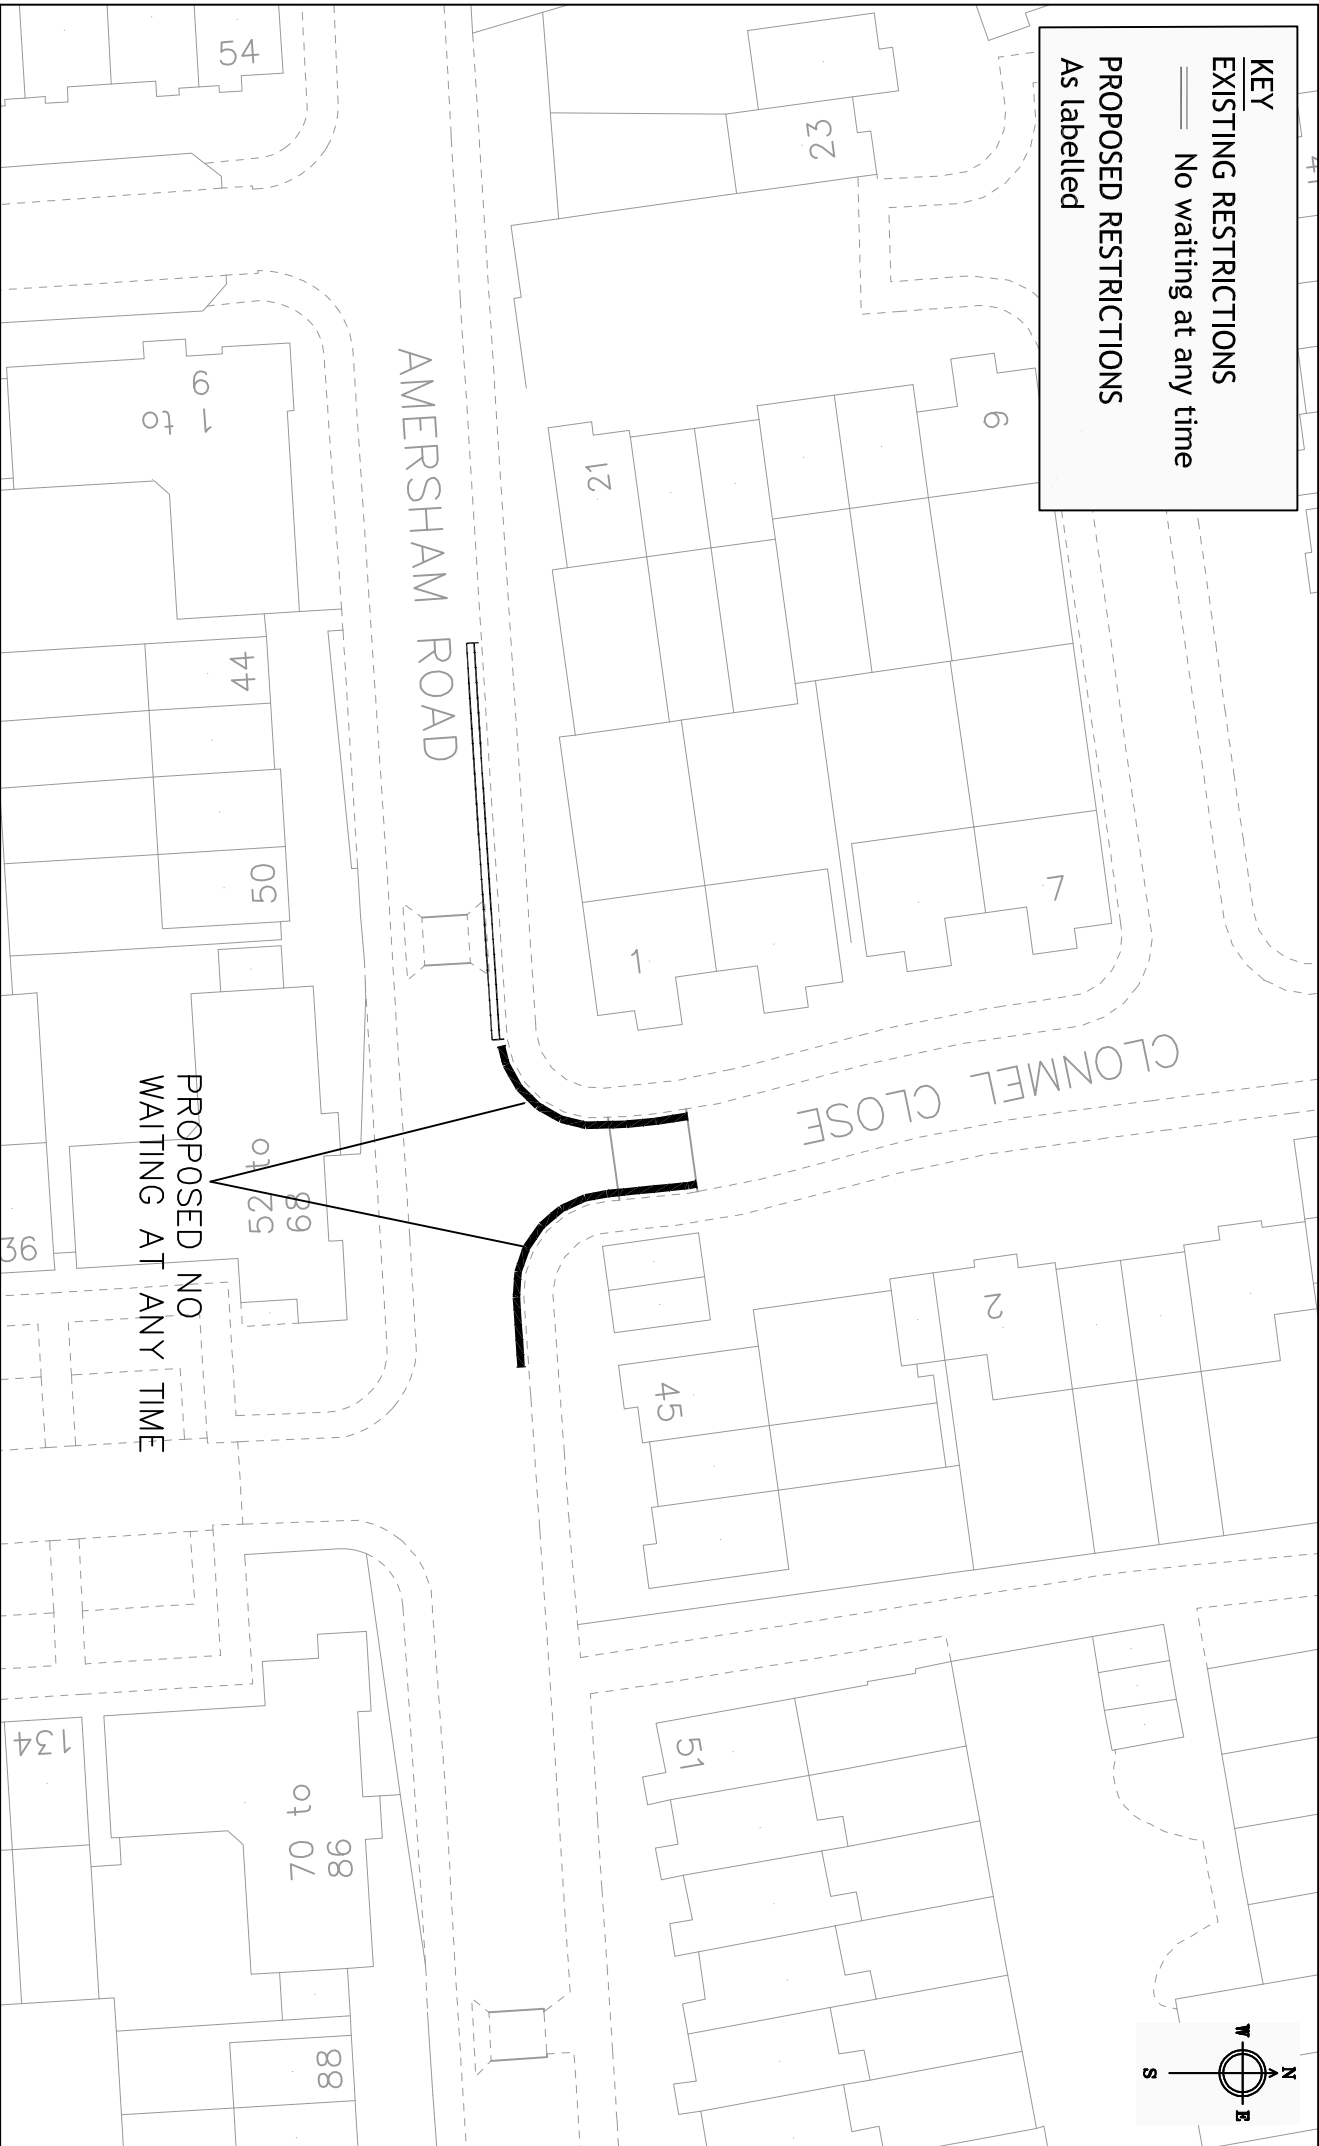 KEY
EXISTING RESTRICTIONS
No waiting at any time
PROPOSED RESTRICTIONS
As labelled
N
W
E
S
54
23
21
6
1 to
9
AMERSHAM ROAD
44
50
1
7
CLONMEL CLOSE
2
45
52 to
68
PROPOSED NO
WAITING AT ANY TIME
36
51
134
70 to
86
88